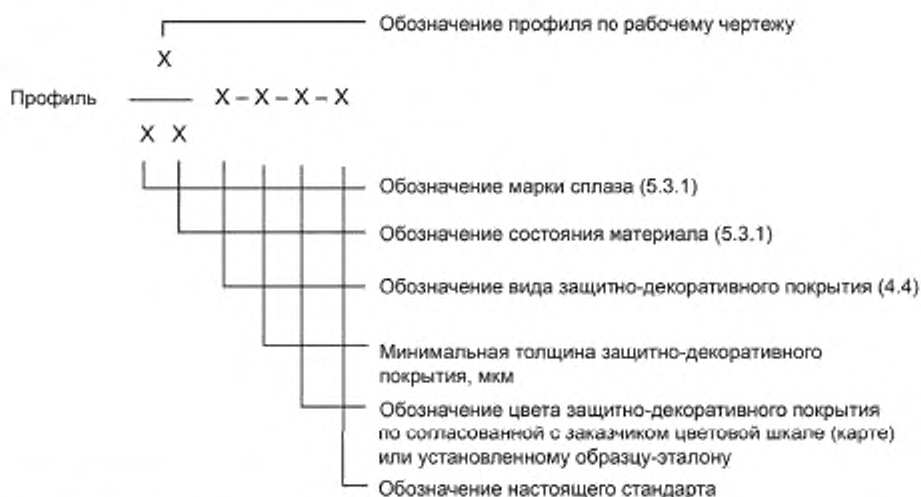 Обозначение профиля по рабочему чертежу
X
Профиль X – X – X – X
X X
Обозначение марки сплаза (5.3.1)
Обозначение состояния материала (5.3.1)
Обозначение вида защитно-декоративного покрытия (4.4)
Минимальная толщина защитно-декоративного
покрытия, мкм
Обозначение цвета защитно-декоративного покрытия
по согласованной с заказчиком цветовой шкале (карте)
или установленному образцу-эталону
Обозначение настоящего стандарта